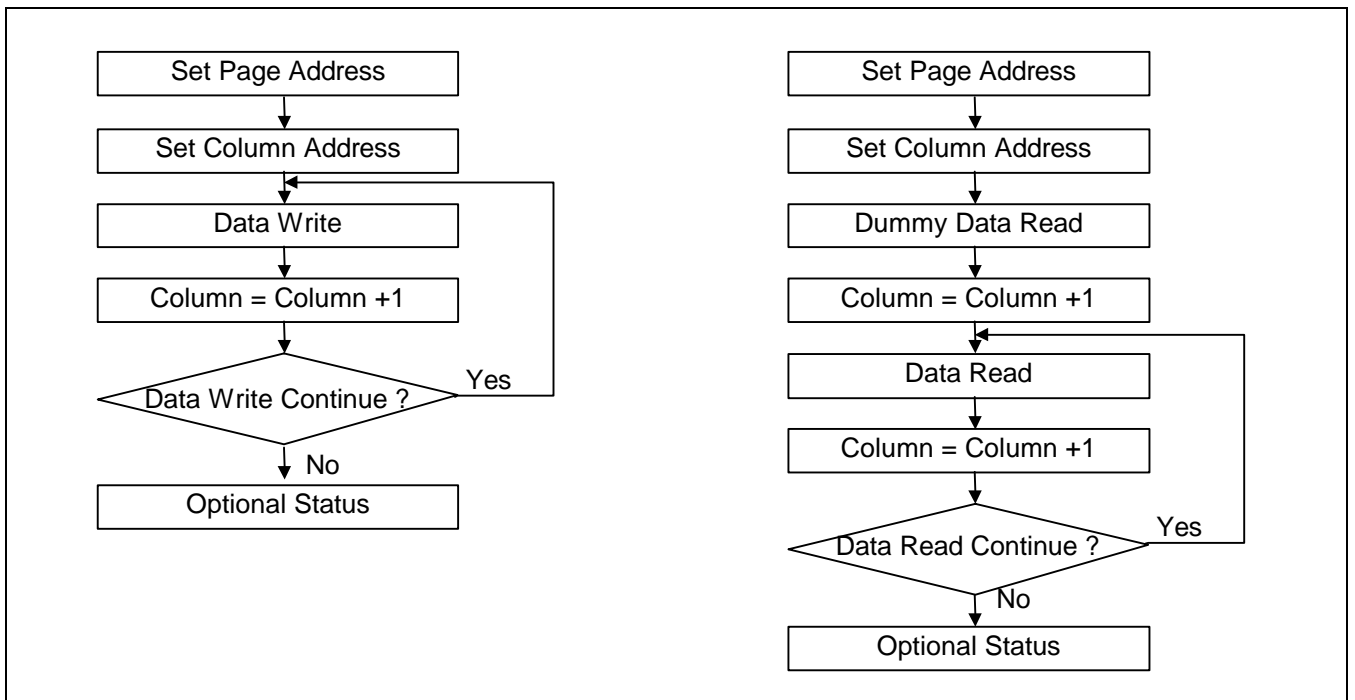 Set Page Address
Set Column Address
Data Write
Column = Column +1
Data Write Continue ?
Yes
No
Optional Status
Set Page Address
Set Column Address
Dummy Data Read
Column = Column +1
Data Read
Column = Column +1
Data Read Continue ?
Yes
No
Optional Status